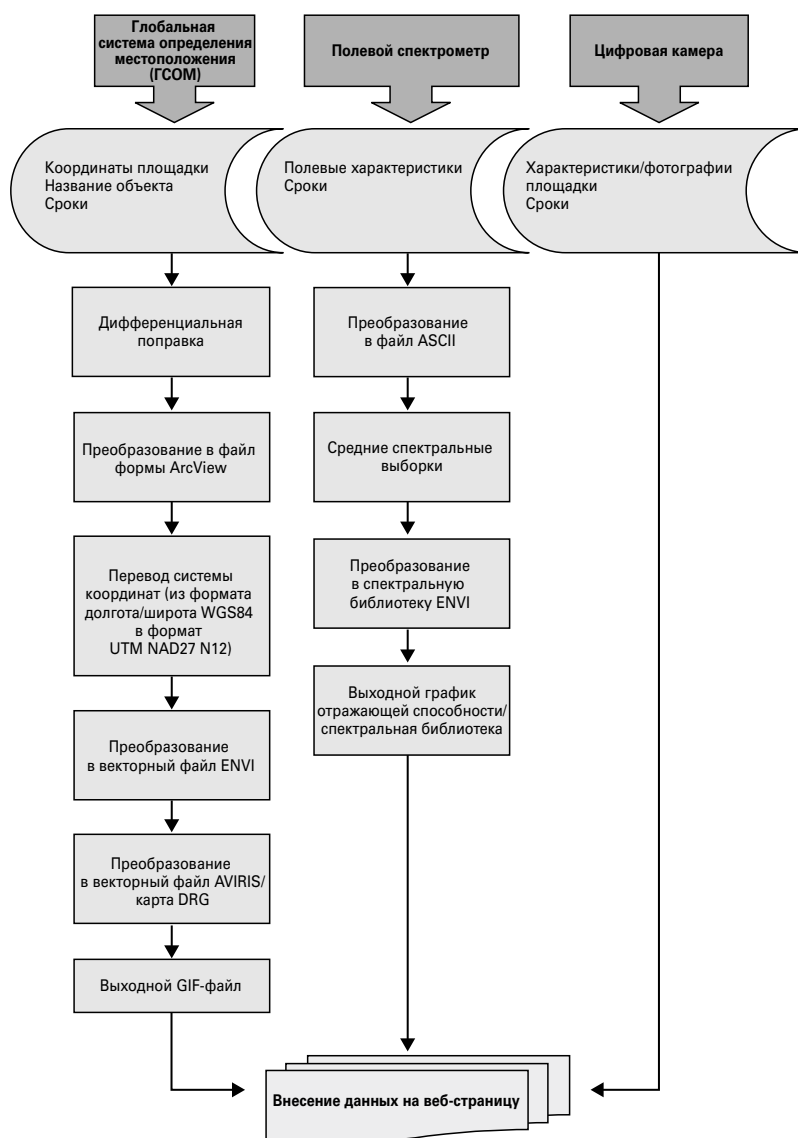 Глобальная
система определения
местоположения
(ГСОМ)
Полевой спектрометр
Цифровая камера
Координаты площадки
Название объекта
Сроки
Полевые характеристики
Сроки
Характеристики/фотографии
площадки
Сроки
Дифференциальная
поправка
Преобразование в файл
формы ArcView
Перевод системы
координат (из формата
долгота/широта WGS84
в формат
UTM NAD27 N12)
Преобразование
в векторный файл ENVI
Преобразование
в векторный файл AVIRIS/
карта DRG
Выходной GIF-файл
Преобразование
в файл ASCII
Средние спектральные
выборки
Преобразование
в спектральную
библиотеку ENVI
Выходной график
отражающей способности/
спектральная библиотека
Внесение данных на веб-страницу